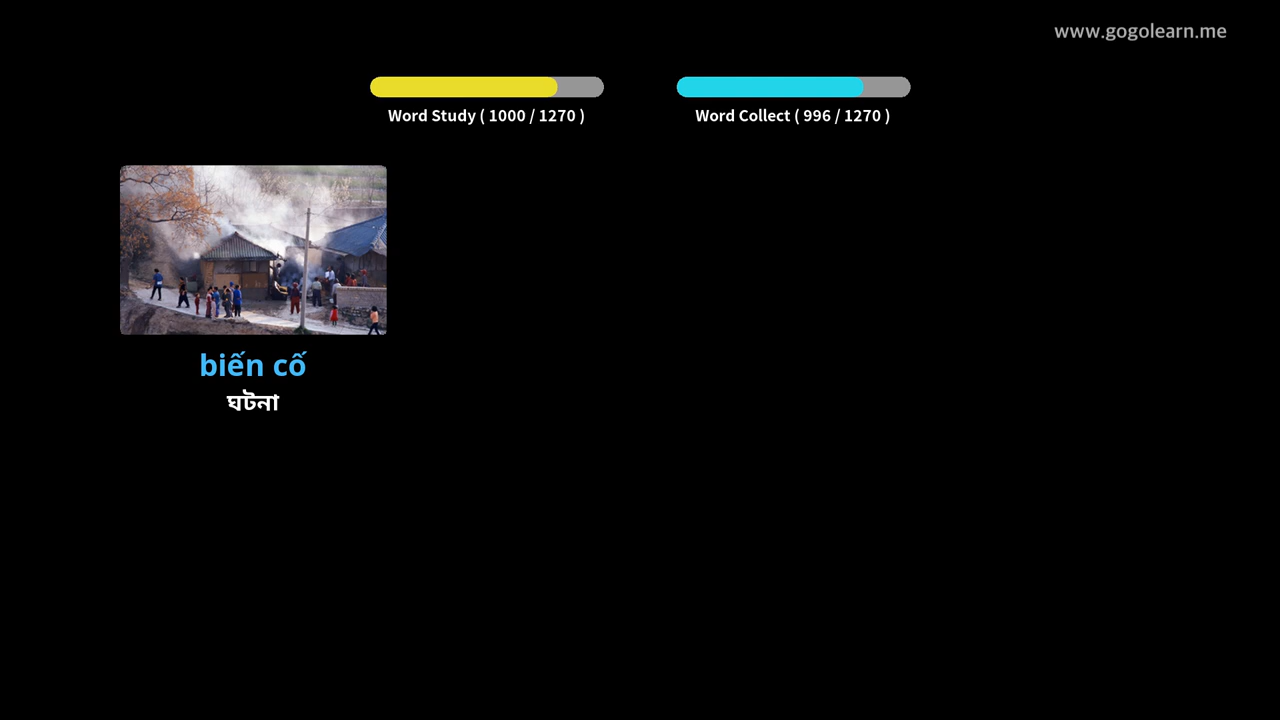 www.gogolearn.me
Word Study ( 1000 / 1270 )
Word Collect ( 996 / 1270 )
biến cố
ঘটনা